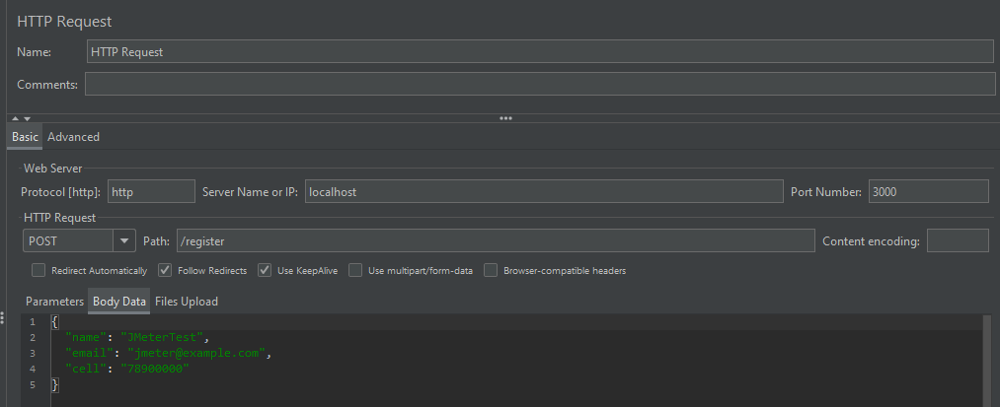 HTTP Request
Name: HTTP Request
Comments:
Basic Advanced
Web Server
Protocol [http]: http Server Name or IP: localhost Port Number: 3000
HTTP Request
POST Path: /register Content encoding:
Redirect Automatically Follow Redirects Use KeepAlive Use multipart/form-data Browser-compatible headers
Parameters Body Data Files Upload
1 {
2 "name": "JMeterTest",
3 "email": "jmeter@example.com",
4 "cell": "78900000"
5 }